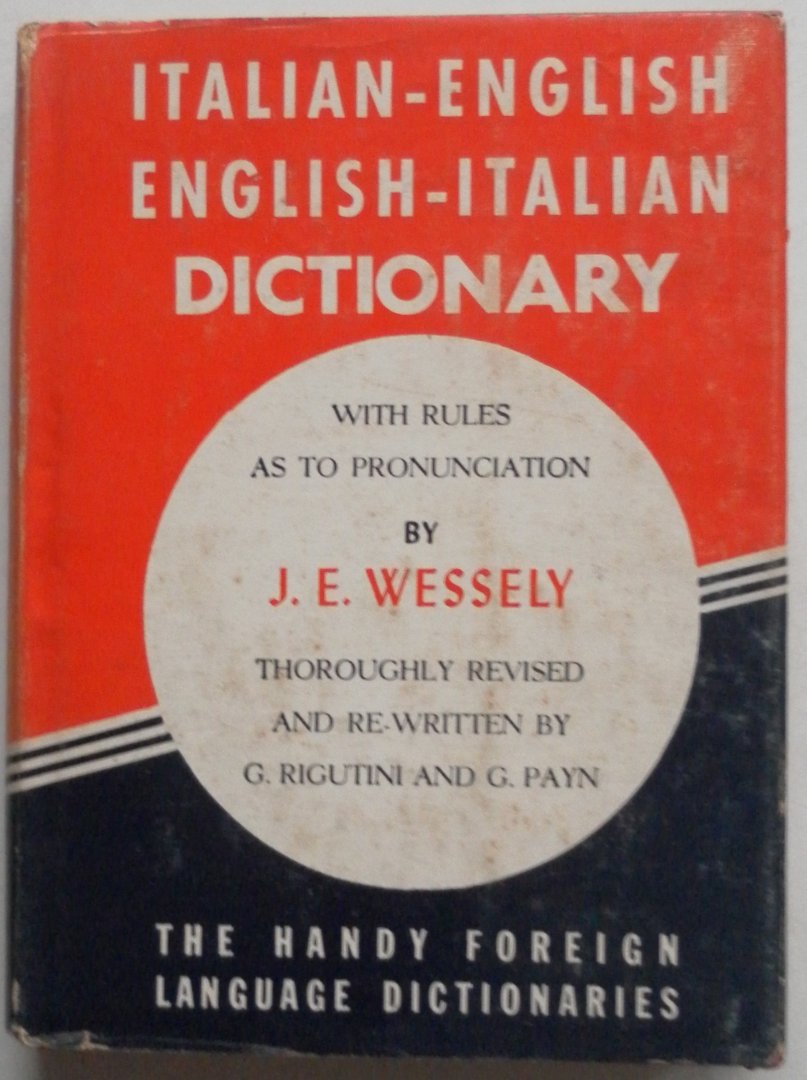 ITALIAN-ENGLISH
ENGLISH-ITALIAN
DICTIONARY
WITH RULES
AS TO PRONUNCIATION
BY
J. E. WESSELY
THOROUGHLY REVISED
AND RE-WRITTEN BY
G. RIGUTINI AND G. PAYN
THE HANDY FOREIGN
LANGUAGE DICTIONARIES